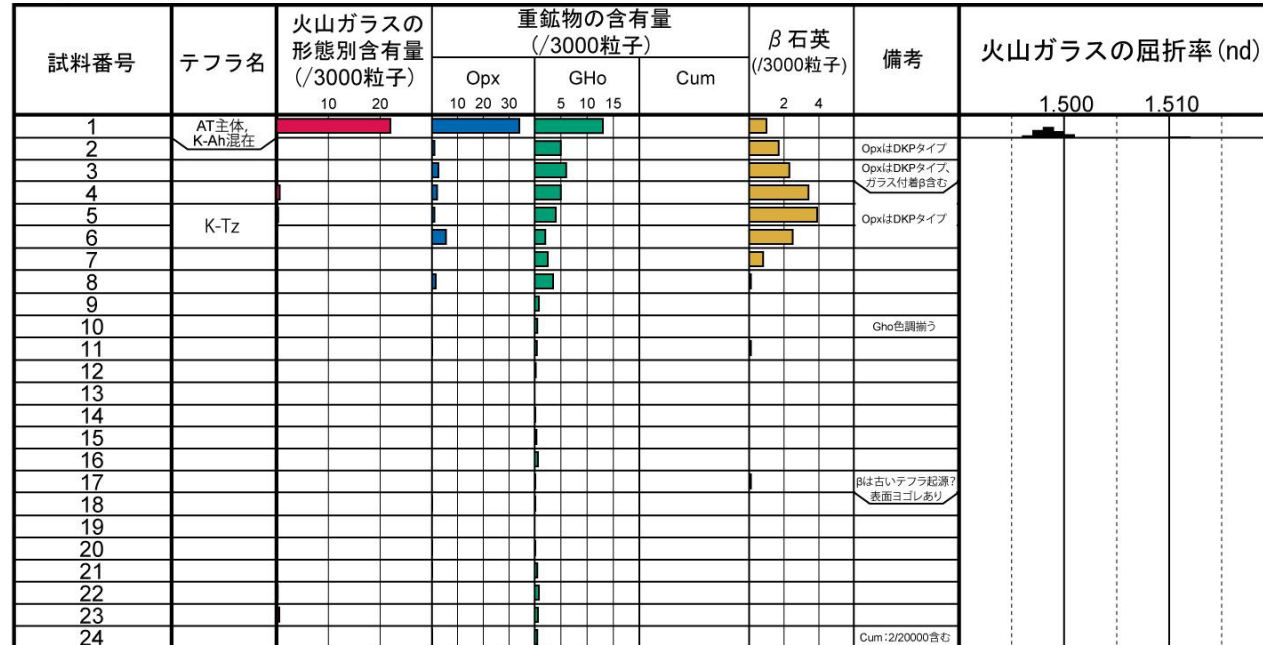 試料番号
テフラ名
火山ガラスの
形態別含有量
(/3000粒子)
10 20
重鉱物の含有量
(/3000粒子)
Opx
GHo
Cum
10 20 30
5 10 15
β石英
(/3000粒子)
2 4
備考
火山ガラスの屈折率(nd)
1.500 1.510
1
AT主体,
K-Ah混在
2
OpxはDKPタイプ
3
OpxはDKPタイプ、
ガラス付着β含む
4
5
K-Tz
OpxはDKPタイプ
6
7
8
9
10
Gho色調揃う
11
12
13
14
15
16
17
βは古いテフラ起源?
表面ヨゴレあり
18
19
20
21
22
23
24
Cum:2/20000含む